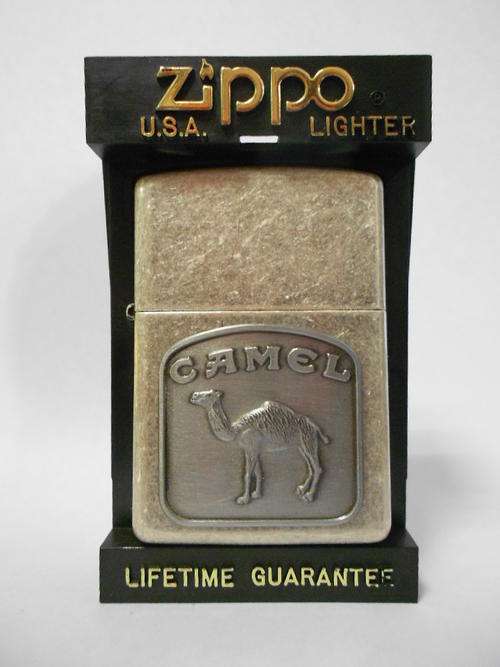 zippo ®
U.S.A. LIGHTER
CAMEL
LIFETIME GUARANTEE